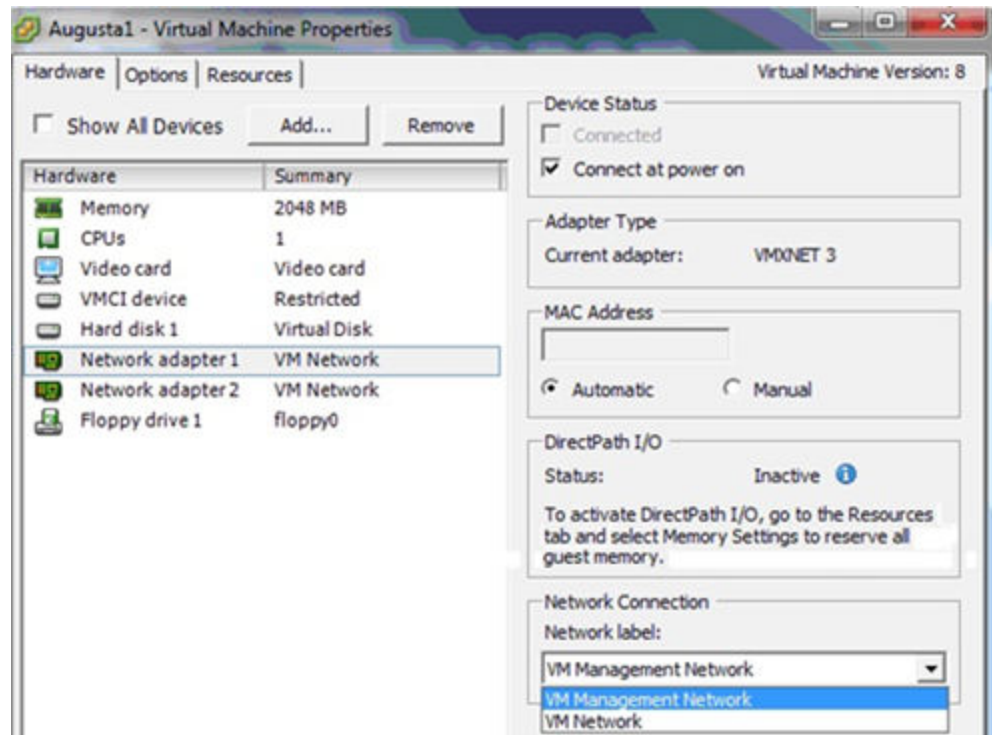 Augusta1 - Virtual Machine Properties
Hardware Options Resources
Virtual Machine Version: 8
Show All Devices Add... Remove
Hardware Summary
Memory 2048 MB
CPUs 1
Video card Video card
VMCI device Restricted
Hard disk 1 Virtual Disk
Network adapter 1 VM Network
Network adapter 2 VM Network
Floppy drive 1 floppy0
Device Status
Connected
Connect at power on
Adapter Type
Current adapter: VMXNET 3
MAC Address
Automatic Manual
DirectPath I/O
Status: Inactive
To activate DirectPath I/O, go to the Resources
tab and select Memory Settings to reserve all
guest memory.
Network Connection
Network label:
VM Management Network
VM Management Network
VM Network